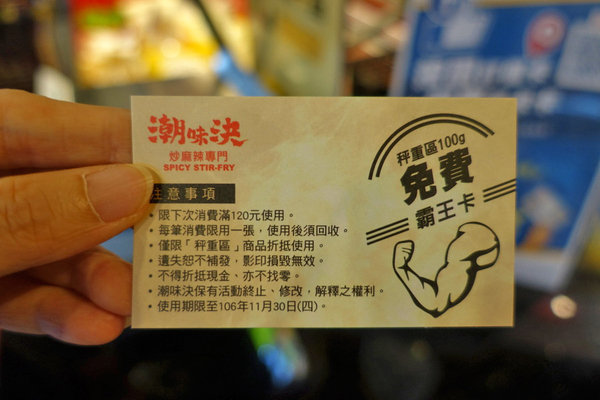 潮味決
炒麻辣專門
SPICY STIR-FRY
注意事項
・限下次消費滿120元使用。
・每筆消費限用一張，使用後須回收。
・僅限「秤重區」商品折抵使用。
・遺失恕不補發，影印損毀無效。
・不得折抵現金、亦不找零。
・潮味決保有活動終止、修改，解釋之權利。
・使用期限至106年11月30日(四)。
秤重區100g
免費
霸王卡